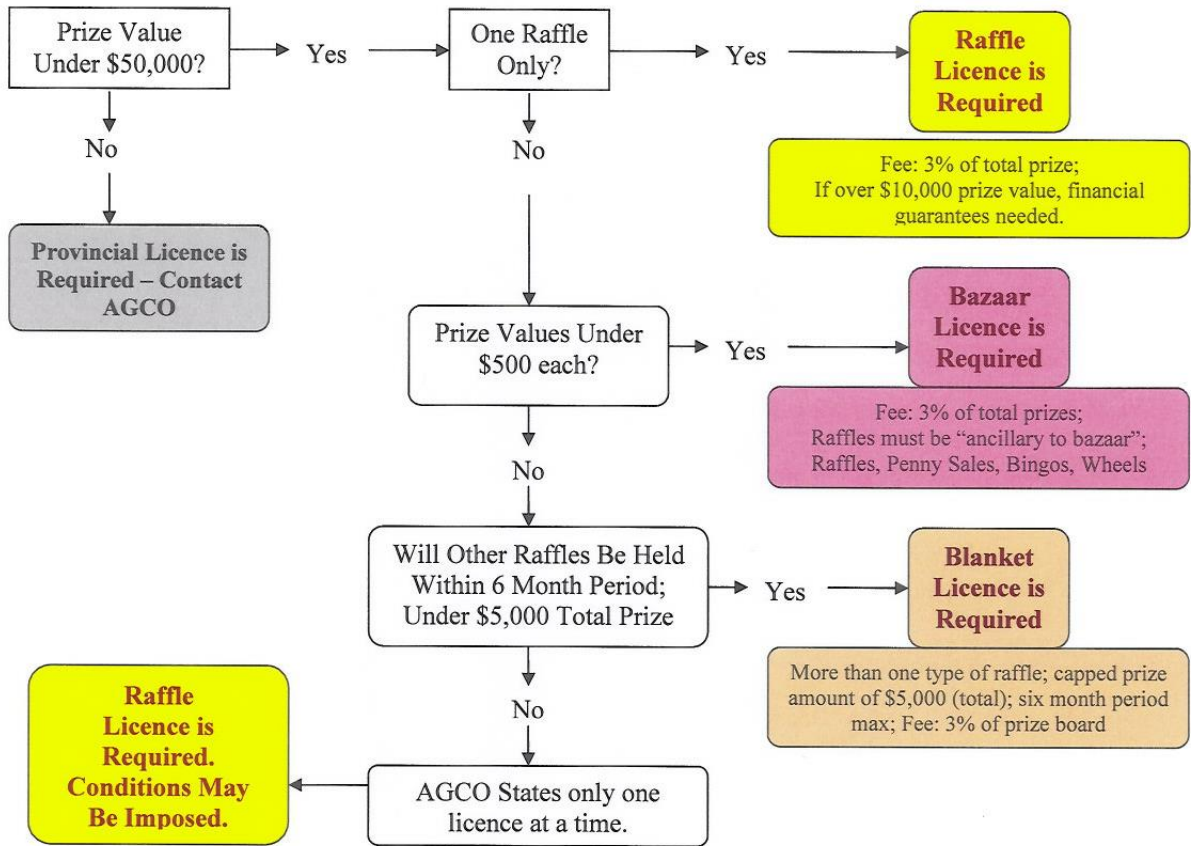 Prize Value
Under $50,000?
Yes
One Raffle
Only?
Yes
Raffle
Licence is
Required
Fee: 3% of total prize;
If over $10,000 prize value, financial
guarantees needed.
No
No
Provincial Licence is
Required – Contact
AGCO
Prize Values Under
$500 each?
Yes
Bazaar
Licence is
Required
Fee: 3% of total prizes;
Raffles must be “ancillary to bazaar”;
Raffles, Penny Sales, Bingos, Wheels
No
Will Other Raffles Be Held
Within 6 Month Period;
Under $5,000 Total Prize
Yes
Blanket
Licence is
Required
More than one type of raffle; capped prize
amount of $5,000 (total); six month period
max; Fee: 3% of prize board
No
AGCO States only one
licence at a time.
Raffle
Licence is
Required.
Conditions May
Be Imposed.